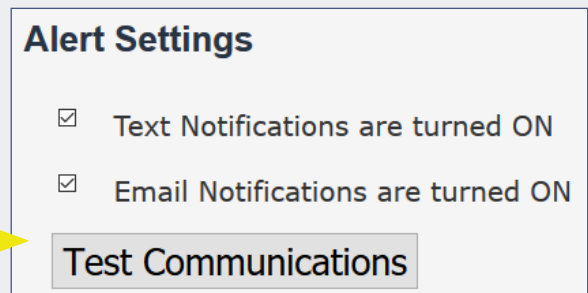 Alert Settings
Text Notifications are turned ON
Email Notifications are turned ON
Test Communications